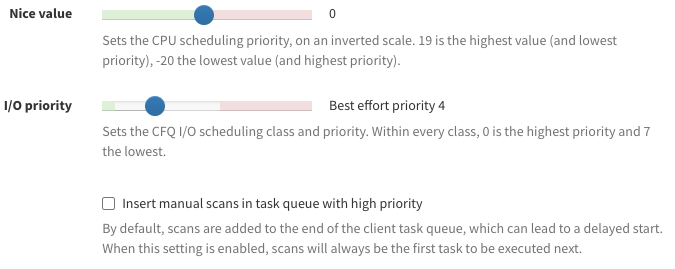 Nice value 0
Sets the CPU scheduling priority, on an inverted scale. 19 is the highest value (and lowest
priority), -20 the lowest value (and highest priority).
I/O priority Best effort priority 4
Sets the CFQ I/O scheduling class and priority. Within every class, 0 is the highest priority and 7
the lowest.
Insert manual scans in task queue with high priority
By default, scans are added to the end of the client task queue, which can lead to a delayed start.
When this setting is enabled, scans will always be the first task to be executed next.